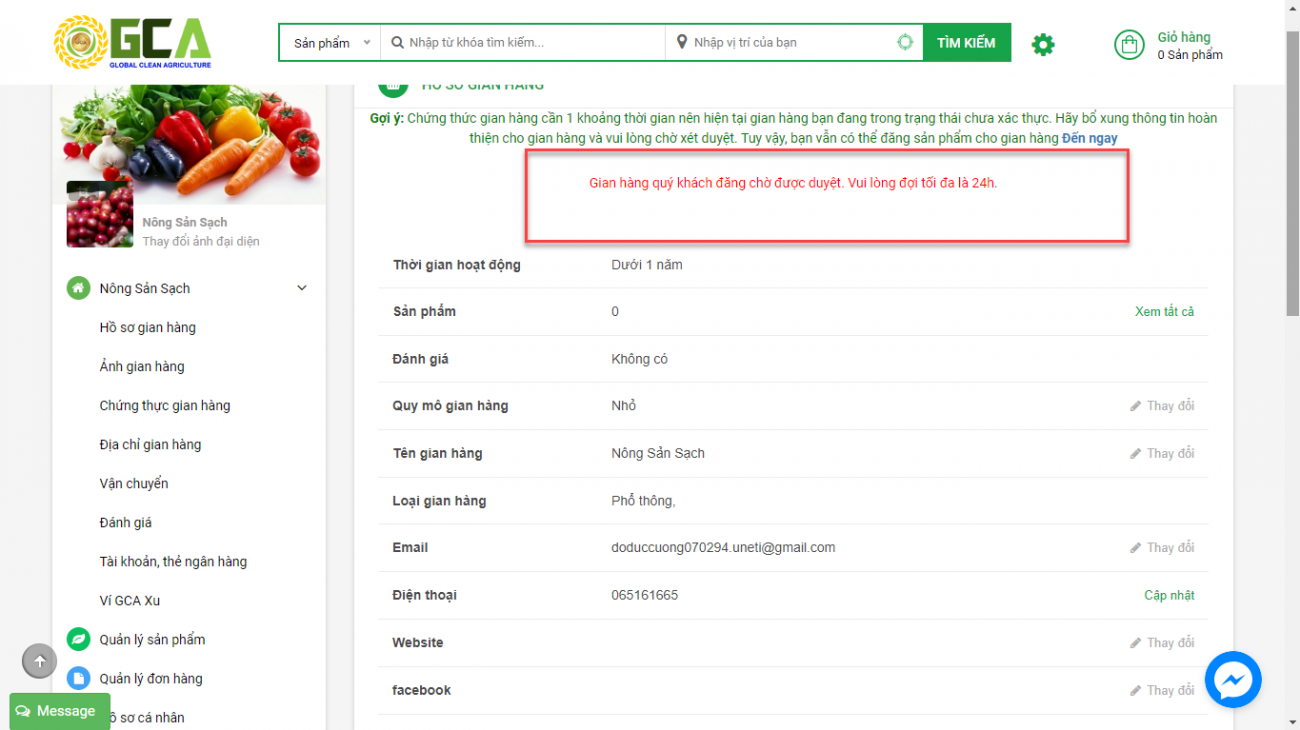 GCA
GLOBAL CLEAN AGRICULTURE
Sản phẩm
Nhập từ khóa tìm kiếm...
Nhập vị trí của bạn
TÌM KIẾM
Giỏ hàng
0 Sản phẩm
HỒ SƠ GIAN HÀNG
Gợi ý: Chứng thức gian hàng cần 1 khoảng thời gian nên hiện tại gian hàng bạn đang trong trạng thái chưa xác thực. Hãy bổ xung thông tin hoàn
thiện cho gian hàng và vui lòng chờ xét duyệt. Tuy vậy, bạn vẫn có thể đăng sản phẩm cho gian hàng Đến ngay
Gian hàng quý khách đăng chờ được duyệt. Vui lòng đợi tối đa là 24h.
Nông Sản Sạch
Thay đổi ảnh đại diện
Nông Sản Sạch
Hồ sơ gian hàng
Ảnh gian hàng
Chứng thực gian hàng
Địa chỉ gian hàng
Vận chuyển
Đánh giá
Tài khoản, thẻ ngân hàng
Ví GCA Xu
Quản lý sản phẩm
Quản lý đơn hàng
ồ sơ cá nhân
Message
Thời gian hoạt động Dưới 1 năm
Sản phẩm 0 Xem tất cả
Đánh giá Không có
Quy mô gian hàng Nhỏ Thay đổi
Tên gian hàng Nông Sản Sạch Thay đổi
Loại gian hàng Phổ thông,
Email doduccuong070294.uneti@gmail.com Thay đổi
Điện thoại 065161665 Cập nhật
Website Thay đổi
facebook Thay đổi